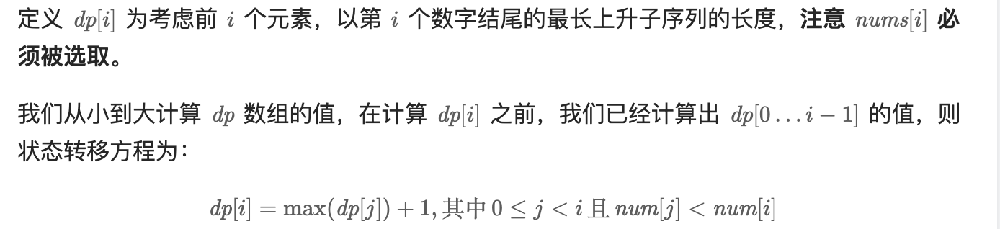 定义 dp[i] 为考虑前 i 个元素，以第 i 个数字结尾的最长上升子序列的长度，注意 nums[i] 必
须被选取。
我们从小到大计算 dp 数组的值，在计算 dp[i] 之前，我们已经计算出 dp[0…i − 1] 的值，则
状态转移方程为：
dp[i] = max(dp[j]) + 1, 其中 0 ≤ j < i 且 num[j] < num[i]